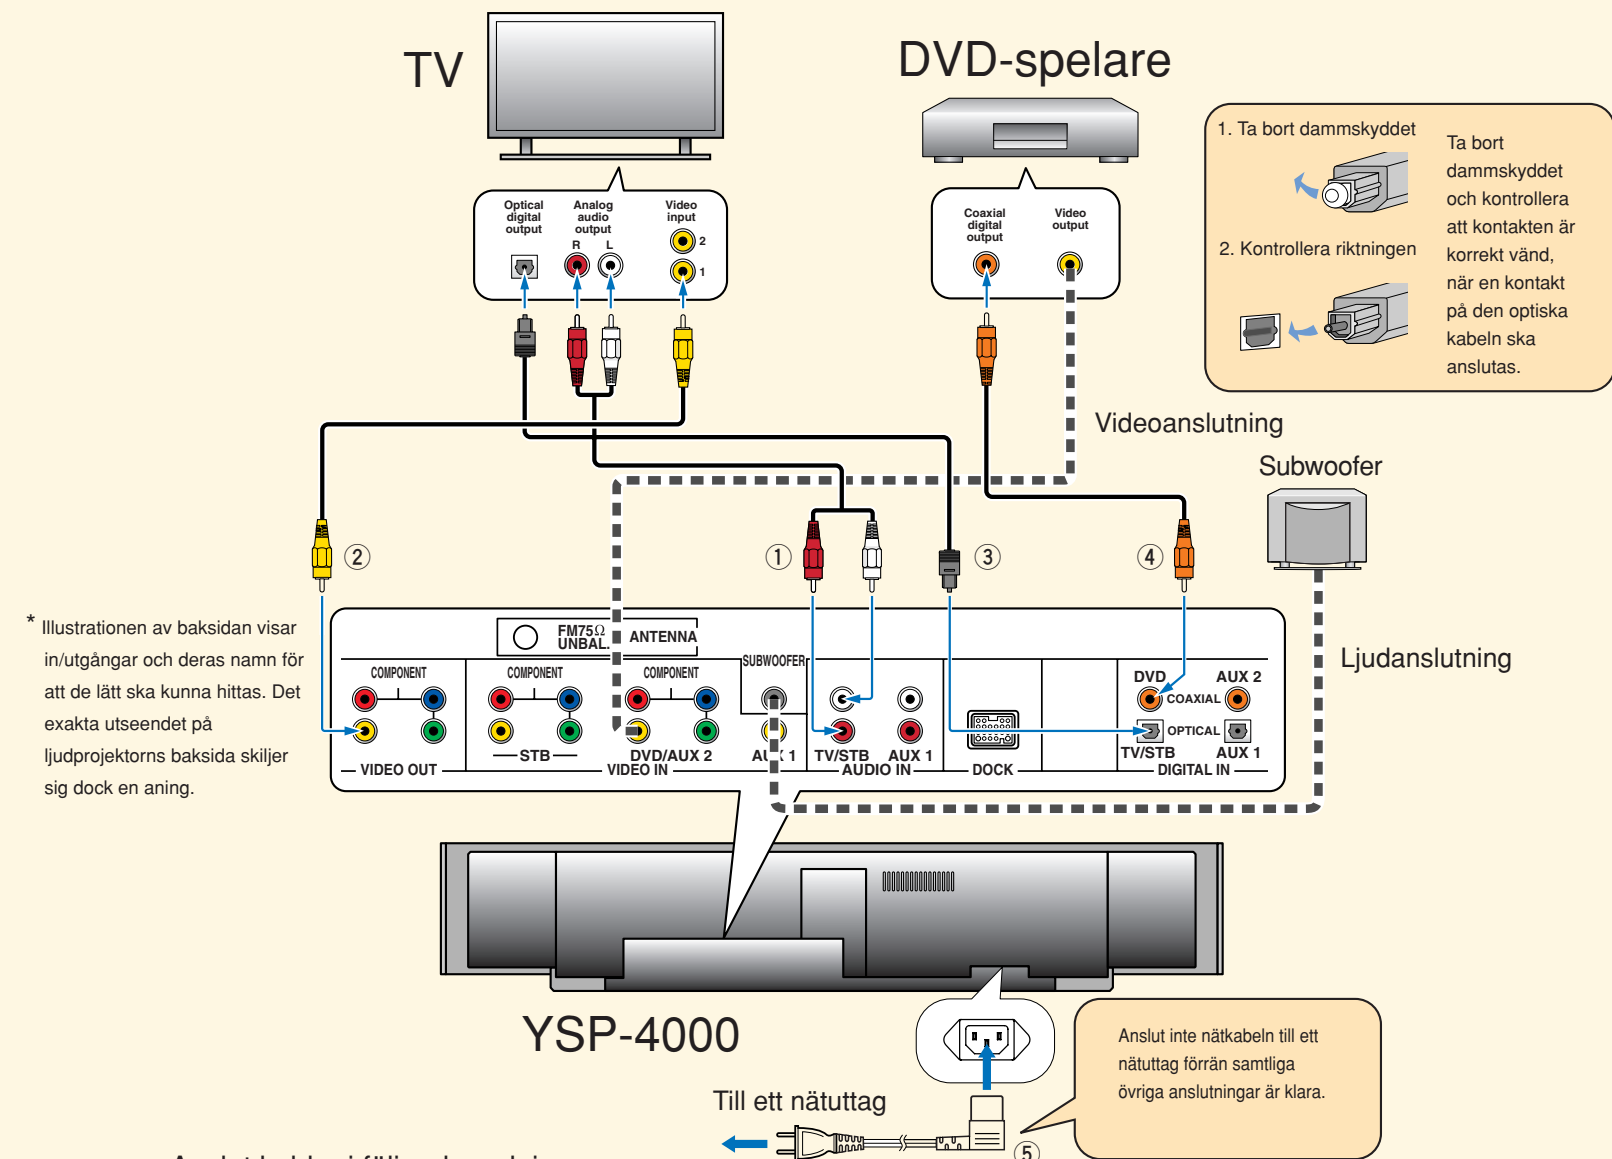 TV
DVD-spelare
1. Ta bort dammskyddet
2. Kontrollera riktningen
Ta bort
dammskyddet
och kontrollera
att kontakten är
korrekt vänd,
när en kontakt
på den optiska
kabeln ska
anslutas.
Optical
digital
output
Analog
audio
output
R L
Video
input
2
1
Coaxial
digital
output
Video
output
Videoanslutning
Subwoofer
② ① ③ ④
* Illustrationen av baksidan visar
in/utgångar och deras namn för
att de lätt ska kunna hittas. Det
exakta utseendet på
ljudprojektorns baksida skiljer
sig dock en aning.
FM75Ω
UNBAL.
ANTENNA
COMPONENT
VIDEO OUT
COMPONENT
STB
COMPONENT
DVD/AUX 2
VIDEO IN
SUBWOOFER
AUX 1
TV/STB
AUX 1
AUDIO IN
DOCK
DVD
AUX 2
COAXIAL
OPTICAL
TV/STB
AUX 1
DIGITAL IN
Ljudanslutning
YSP-4000
Anslut inte nätkabeln till ett
nätuttag förrän samtliga
övriga anslutningar är klara.
Till ett nätuttag
⑤